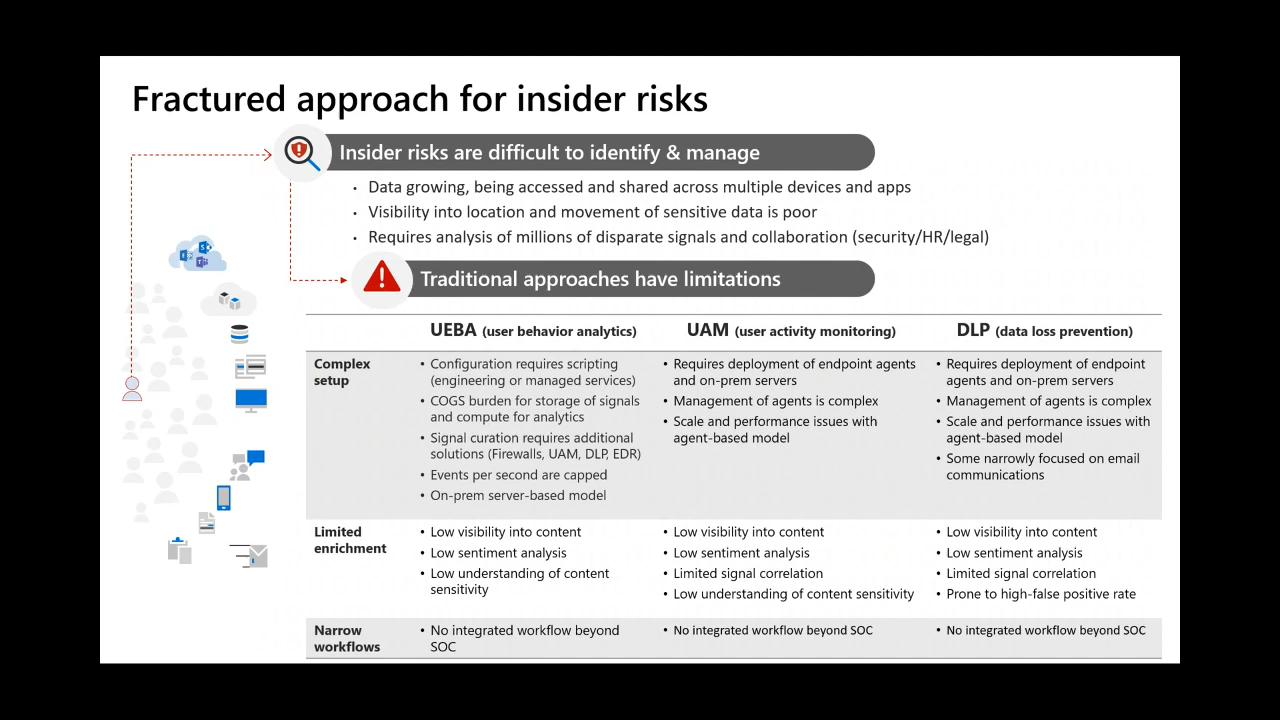 Fractured approach for insider risks
Insider risks are difficult to identify & manage
• Data growing, being accessed and shared across multiple devices and apps
• Visibility into location and movement of sensitive data is poor
• Requires analysis of millions of disparate signals and collaboration (security/HR/legal)
Traditional approaches have limitations
UEBA (user behavior analytics)
UAM (user activity monitoring)
DLP (data loss prevention)
Complex
setup
• Configuration requires scripting
(engineering or managed services)
• COGS burden for storage of signals
and compute for analytics
• Signal curation requires additional
solutions (Firewalls, UAM, DLP, EDR)
• Events per second are capped
• On-prem server-based model
• Requires deployment of endpoint agents
and on-prem servers
• Management of agents is complex
• Scale and performance issues with
agent-based model
• Requires deployment of endpoint
agents and on-prem servers
• Management of agents is complex
• Scale and performance issues with
agent-based model
• Some narrowly focused on email
communications
Limited
enrichment
• Low visibility into content
• Low sentiment analysis
• Low understanding of content
sensitivity
• Low visibility into content
• Low sentiment analysis
• Limited signal correlation
• Low understanding of content sensitivity
• Low visibility into content
• Low sentiment analysis
• Limited signal correlation
• Prone to high-false positive rate
Narrow
workflows
• No integrated workflow beyond
SOC
• No integrated workflow beyond SOC
• No integrated workflow beyond SOC